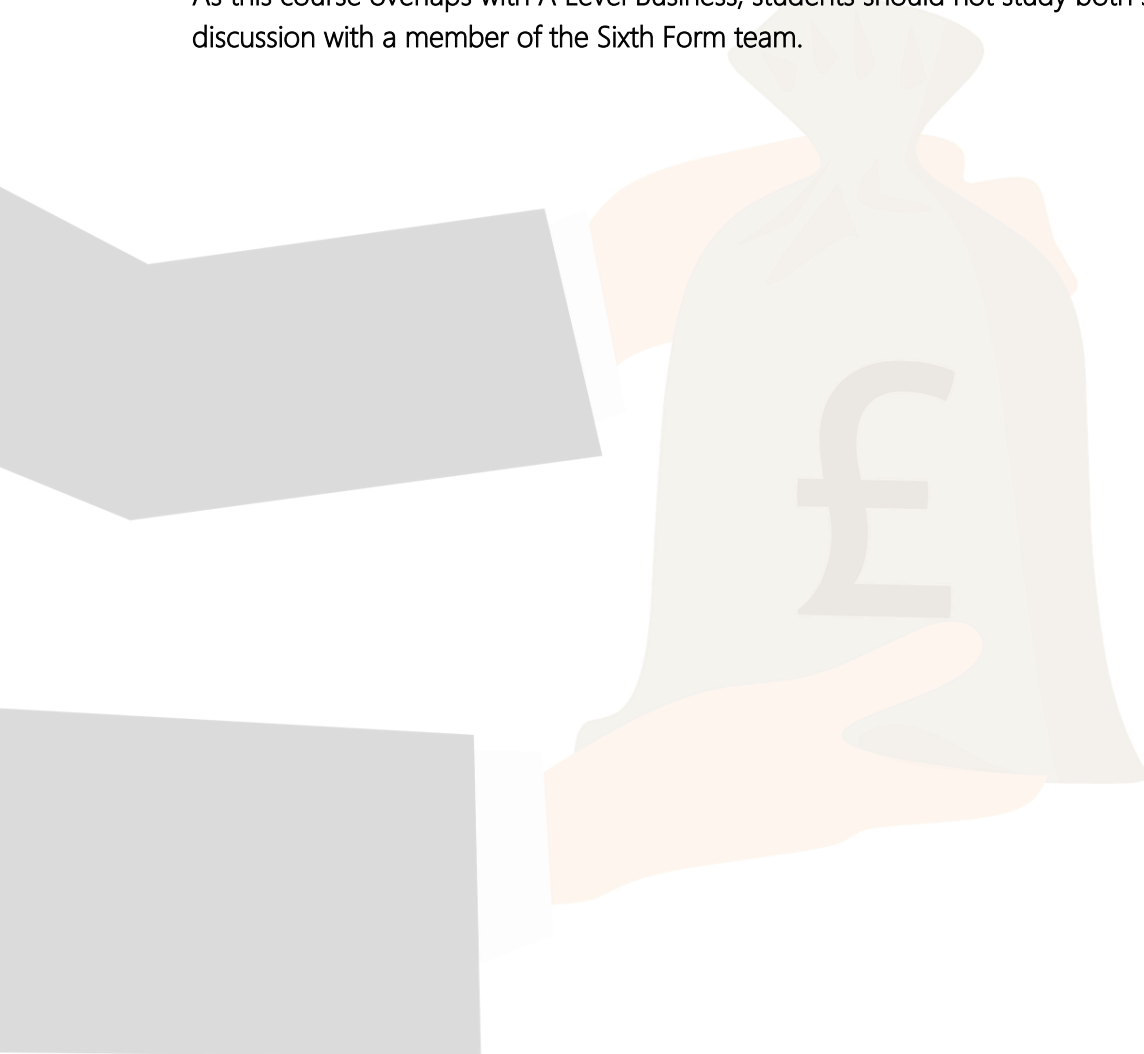 As this course overlaps with A Level Business, students should not study both
discussion with a member of the Sixth Form team.
£